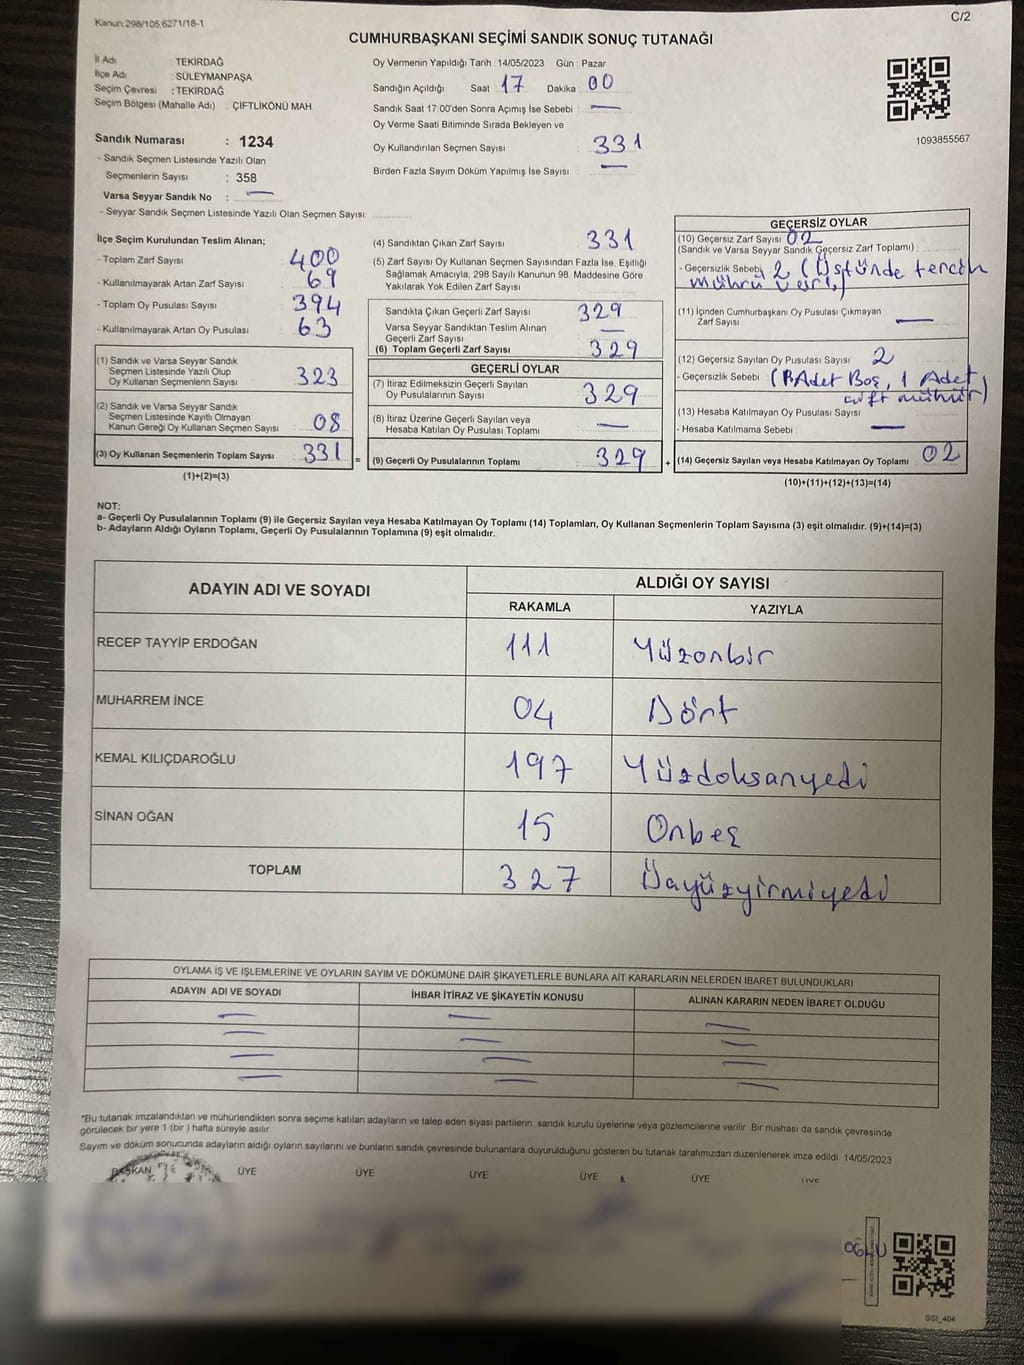 Kanun.298/105,6271/18-1
C/2
CUMHURBAŞKANI SEÇİMİ SANDIK SONUÇ TUTANAĞI
İl Adı : TEKİRDAĞ
İlçe Adı : SÜLEYMANPAŞA
Seçim Çevresi : TEKİRDAĞ
Seçim Bölgesi (Mahalle Adı) : ÇİFTLİKÖNÜ MAH
Sandık Numarası : 1234
- Sandık Seçmen Listesinde Yazılı Olan
Seçmenlerin Sayısı : 358
Varsa Seyyar Sandık No : —
- Seyyar Sandık Seçmen Listesinde Yazılı Olan Seçmen Sayısı:
Oy Vermenin Yapıldığı Tarih : 14/05/2023 Gün : Pazar
Sandığın Açıldığı Saat 17 Dakika 00
Sandık Saat 17:00'den Sonra Açımış İse Sebebi : —
Oy Verme Saati Bitiminde Sırada Bekleyen ve
Oy Kullandırılan Seçmen Sayısı : 331
Birden Fazla Sayım Döküm Yapılmış İse Sayısı : —
1093855567
İlçe Seçim Kurulundan Teslim Alınan;
- Toplam Zarf Sayısı : 400
- Kullanılmayarak Artan Zarf Sayısı : 69
- Toplam Oy Pusulası Sayısı : 394
- Kullanılmayarak Artan Oy Pusulası : 63
(1) Sandık ve Varsa Seyyar Sandık
Seçmen Listesinde Yazılı Olup
Oy Kullanan Seçmenlerin Sayısı : 323
(2) Sandık ve Varsa Seyyar Sandık
Seçmen Listesinde Kayıtlı Olmayan
Kanun Gereği Oy Kullanan Seçmen Sayısı : 08
(3) Oy Kullanan Seçmenlerin Toplam Sayısı : 331 =
(1)+(2)=(3)
(4) Sandıktan Çıkan Zarf Sayısı : 331
(5) Zarf Sayısı Oy Kullanan Seçmen Sayısından Fazla İse, Eşitliği
Sağlamak Amacıyla, 298 Sayılı Kanunun 98. Maddesine Göre
Yakılarak Yok Edilen Zarf Sayısı
Sandıkta Çıkan Geçerli Zarf Sayısı : 329
Varsa Seyyar Sandıktan Teslim Alınan
Geçerli Zarf Sayısı : —
(6) Toplam Geçerli Zarf Sayısı : 329
GEÇERLİ OYLAR
(7) İtiraz Edilmeksizin Geçerli Sayılan
Oy Pusulalarının Sayısı : 329
(8) İtiraz Üzerine Geçerli Sayılan veya
Hesaba Katılan Oy Pusulası Toplamı : —
(9) Geçerli Oy Pusulalarının Toplamı : 329 +
GEÇERSİZ OYLAR
(10) Geçersiz Zarf Sayısı 02
(Sandık ve Varsa Seyyar Sandık Geçersiz Zarf Toplamı) :
- Geçersizlik Sebebi : 2 (Üstünde tercih
mührü
(11) İçinden Cumhurbaşkanı Oy Pusulası Çıkmayan
Zarf Sayısı : —
(12) Geçersiz Sayılan Oy Pusulası Sayısı : 2
- Geçersizlik Sebebi : Adet Boş, 1 Adet
çift mühür)
(13) Hesaba Katılmayan Oy Pusulası Sayısı :
- Hesaba Katılmama Sebebi : —
(14) Geçersiz Sayılan veya Hesaba Katılmayan Oy Toplamı : 02
(10)+(11)+(12)+(13)=(14)
NOT:
a- Geçerli Oy Pusulalarının Toplamı (9) ile Geçersiz Sayılan veya Hesaba Katılmayan Oy Toplamı (14) Toplamları, Oy Kullanan Seçmenlerin Toplam Sayısına (3) eşit olmalıdır. (9)+(14)=(3)
b- Adayların Aldığı Oyların Toplamı, Geçerli Oy Pusulalarının Toplamına (9) eşit olmalıdır.
ADAYIN ADI VE SOYADI
ALDIĞI OY SAYISI
RAKAMLA YAZIYLA
RECEP TAYYİP ERDOĞAN 111 Yüzonbir
MUHARREM İNCE 04 Dört
KEMAL KILIÇDAROĞLU 197 Yüzdoksanyedi
SİNAN OĞAN 15 Onbeş
TOPLAM 327 Üçyüzyirmiyedi
OYLAMA İŞ VE İŞLEMLERİNE VE OYLARIN SAYIM VE DÖKÜMÜNE DAİR ŞİKAYETLERLE BUNLARA AİT KARARLARIN NELERDEN İBARET BULUNDUKLARI
ADAYIN ADI VE SOYADI İHBAR İTİRAZ VE ŞİKAYETİN KONUSU ALINAN KARARIN NEDEN İBARET OLDUĞU
— — —
— — —
— — —
— — —
*Bu tutanak imzalandıktan ve mühürlendikten sonra seçime katılan adayların ve talep eden siyasi partilerin sandık kurulu üyelerine veya gözlemcilerine verilir. Bir nushası da sandık çevresinde
görülecek bir yere 1 (bir ) hafta süreyle asılır.
Sayım ve döküm sonucunda adayların aldığı oyların sayılarını ve bunların sandık çevresinde bulunanlara duyurulduğunu gösteren bu tutanak tarafımızdan düzenlenerek imza edildi. 14/05/2023
BAŞKAN ÜYE ÜYE ÜYE ÜYE ÜYE ÜYE
SSI_404